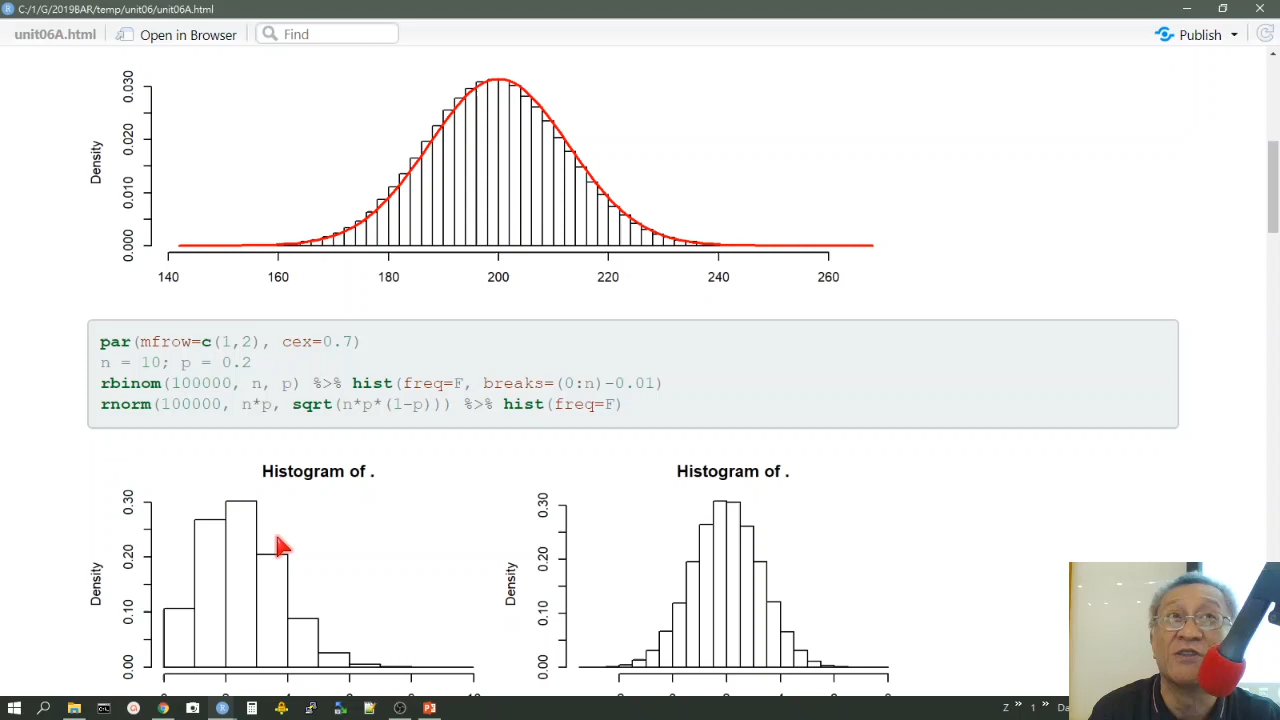 C:/1/G/2019BAR/temp/unit06/unit06A.html
unit06A.html
Open in Browser
Find
Publish
Density
0.000
0.010
0.020
0.030
140
160
180
200
220
240
260
par(mfrow=c(1,2), cex=0.7)
n = 10; p = 0.2
rbinom(100000, n, p) %>% hist(freq=F, breaks=(0:n)-0.01)
rnorm(100000, n*p, sqrt(n*p*(1-p))) %>% hist(freq=F)
Histogram of .
Density
0.00
0.10
0.20
0.30
Histogram of .
Density
0.00
0.10
0.20
0.30